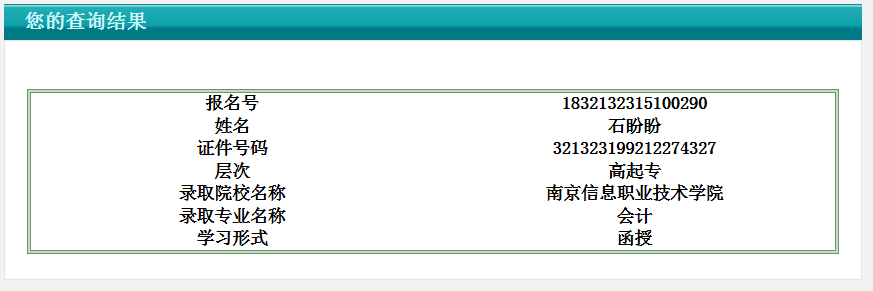 您的查询结果
报名号 1832132315100290
姓名 石盼盼
证件号码 321323199212274327
层次 高起专
录取院校名称 南京信息职业技术学院
录取专业名称 会计
学习形式 函授